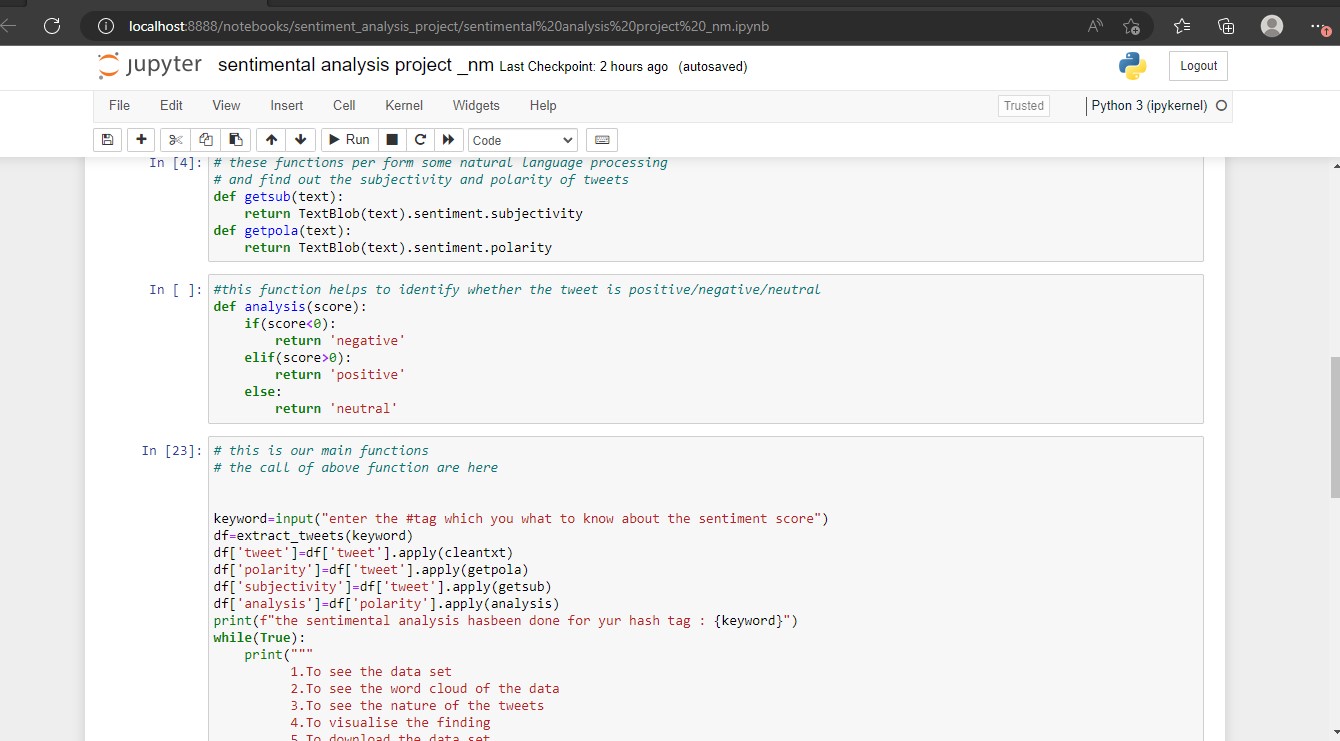 localhost:8888/notebooks/sentiment_analysis_project/sentimental%20analysis%20project%20_nm.ipynb
jupyter sentimental analysis project _nm Last Checkpoint: 2 hours ago (autosaved)
Logout
File Edit View Insert Cell Kernel Widgets Help
Trusted
Python 3 (ipykernel)
Run
Code
In [4]: # these functions per form some natural language processing
# and find out the subjectivity and polarity of tweets
def getsub(text):
    return TextBlob(text).sentiment.subjectivity
def getpola(text):
    return TextBlob(text).sentiment.polarity
In [ ]: #this function helps to identify whether the tweet is positive/negative/neutral
def analysis(score):
    if(score<0):
        return 'negative'
    elif(score>0):
        return 'positive'
    else:
        return 'neutral'
In [23]: # this is our main functions
# the call of above function are here
keyword=input("enter the #tag which you what to know about the sentiment score")
df=extract_tweets(keyword)
df['tweet']=df['tweet'].apply(cleantxt)
df['polarity']=df['tweet'].apply(getpola)
df['subjectivity']=df['tweet'].apply(getsub)
df['analysis']=df['polarity'].apply(analysis)
print(f"the sentimental analysis hasbeen done for yur hash tag : {keyword}")
while(True):
    print("""
          1.To see the data set
          2.To see the word cloud of the data
          3.To see the nature of the tweets
          4.To visualise the finding
          5.To download the data set